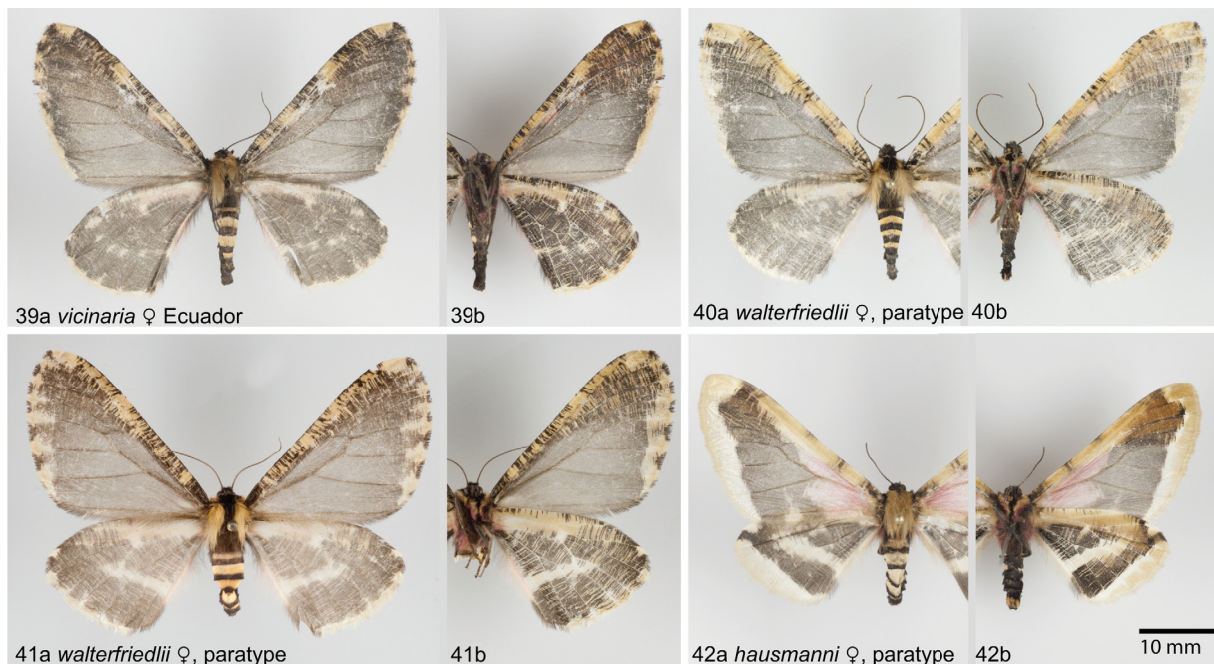 39a vicinaria ♀ Ecuador
39b
40a walterfriedlii ♀, paratype
40b
41a walterfriedlii ♀, paratype
41b
42a hausmanni ♀, paratype
42b
10 mm